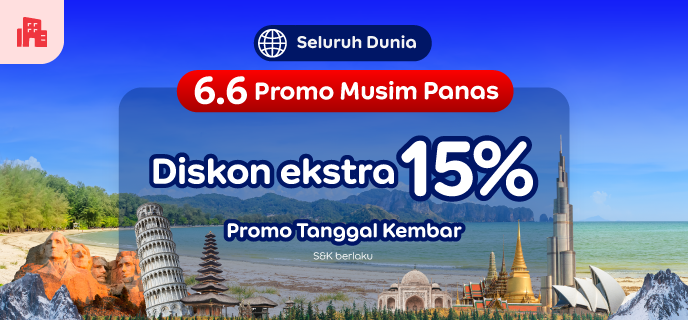 Seluruh Dunia
6.6 Promo Musim Panas
Diskon ekstra 15%
Promo Tanggal Kembar
S&K berlaku